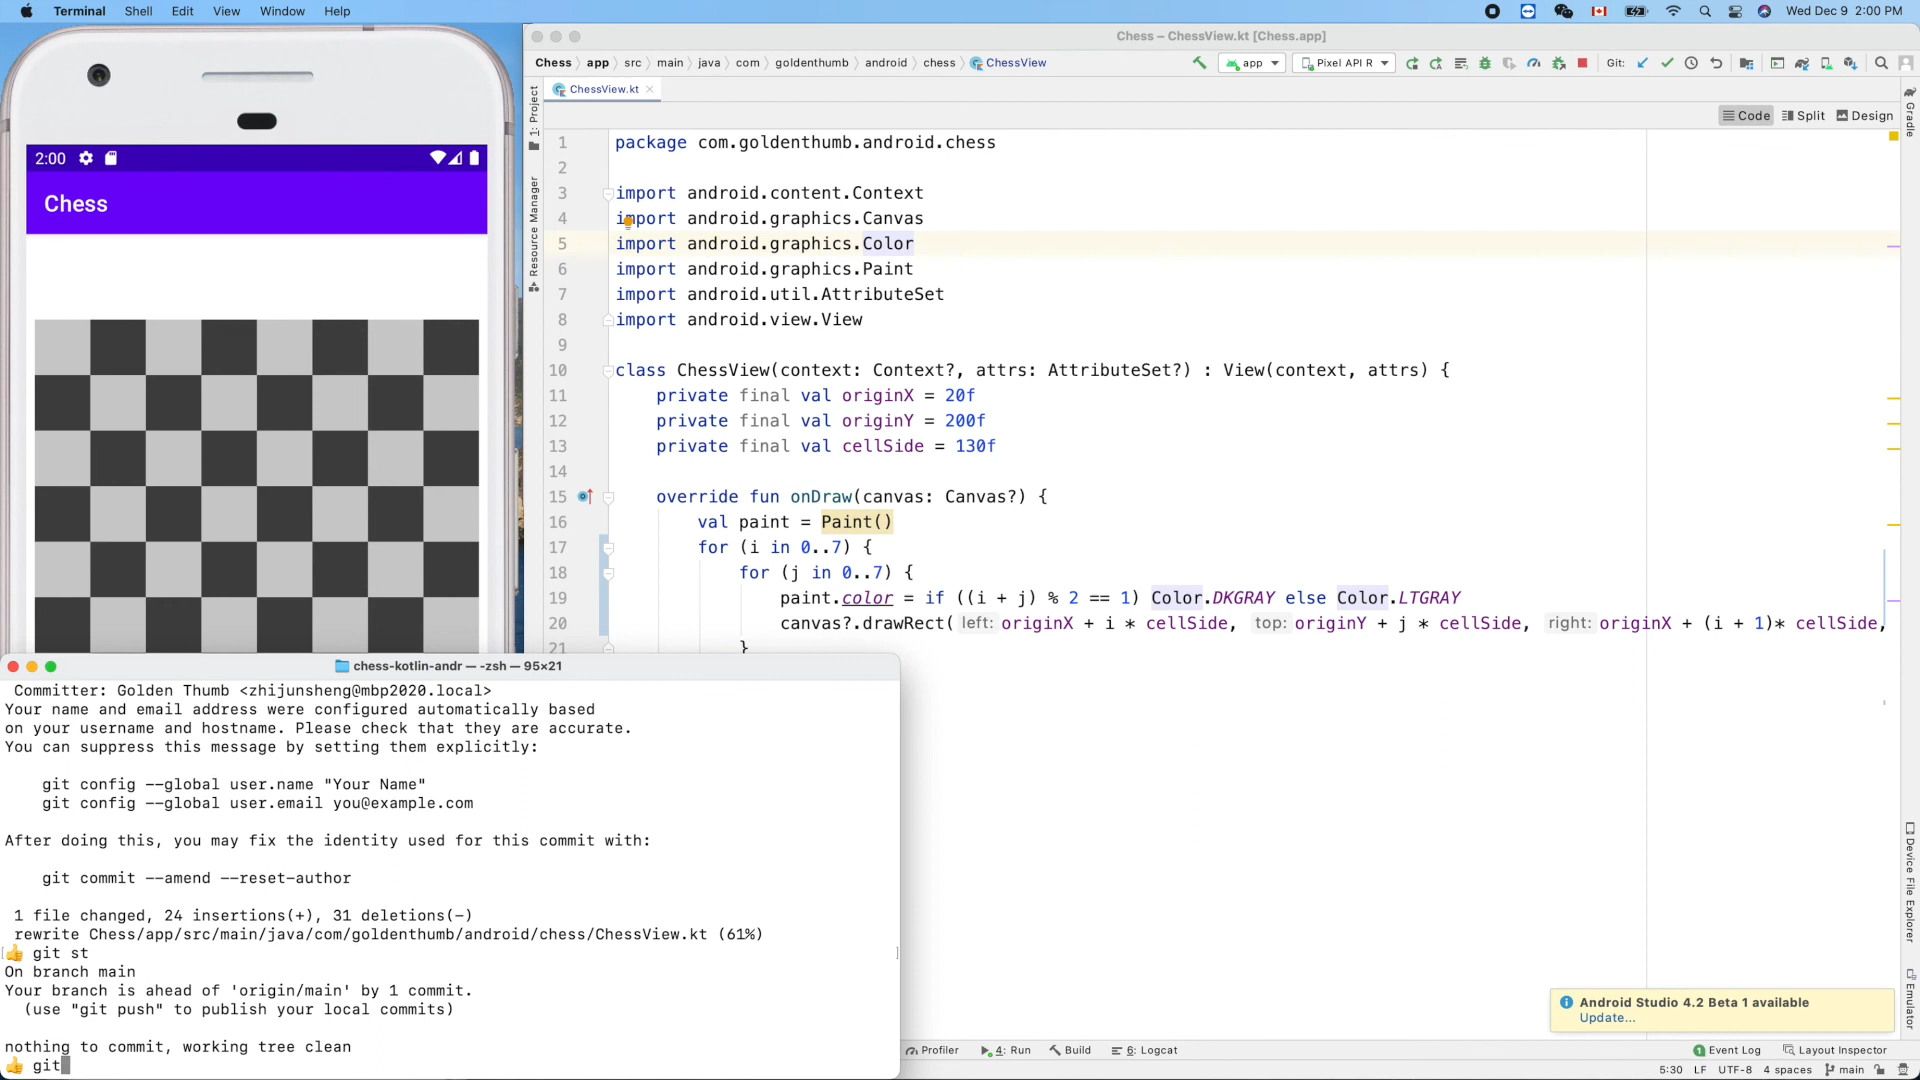 Terminal Shell Edit View Window Help
Wed Dec 9 2:00 PM
Chess – ChessView.kt [Chess.app]
Chess app src main java com goldenthumb android chess ChessView
app Pixel API R Git:
ChessView.kt
Code Split Design
1: Project
Resource Manager
Gradle
Device File Explorer
Emulator
2:00
Chess
1 package com.goldenthumb.android.chess
2
3 import android.content.Context
4 import android.graphics.Canvas
5 import android.graphics.Color
6 import android.graphics.Paint
7 import android.util.AttributeSet
8 import android.view.View
9
10 class ChessView(context: Context?, attrs: AttributeSet?) : View(context, attrs) {
11 private final val originX = 20f
12 private final val originY = 200f
13 private final val cellSide = 130f
14
15 override fun onDraw(canvas: Canvas?) {
16 val paint = Paint()
17 for (i in 0..7) {
18 for (j in 0..7) {
19 paint.color = if ((i + j) % 2 == 1) Color.DKGRAY else Color.LTGRAY
20 canvas?.drawRect( left: originX + i * cellSide, top: originY + j * cellSide, right: originX + (i + 1)* cellSide,
21 }
chess-kotlin-andr — -zsh — 95×21
Committer: Golden Thumb <zhijunsheng@mbp2020.local>
Your name and email address were configured automatically based
on your username and hostname. Please check that they are accurate.
You can suppress this message by setting them explicitly:
git config --global user.name "Your Name"
git config --global user.email you@example.com
After doing this, you may fix the identity used for this commit with:
git commit --amend --reset-author
1 file changed, 24 insertions(+), 31 deletions(-)
rewrite Chess/app/src/main/java/com/goldenthumb/android/chess/ChessView.kt (61%)
👍 git st
On branch main
Your branch is ahead of 'origin/main' by 1 commit.
(use "git push" to publish your local commits)
nothing to commit, working tree clean
👍 git
Android Studio 4.2 Beta 1 available
Update...
Profiler 4: Run Build 6: Logcat
1 Event Log Layout Inspector
5:30 LF UTF-8 4 spaces main